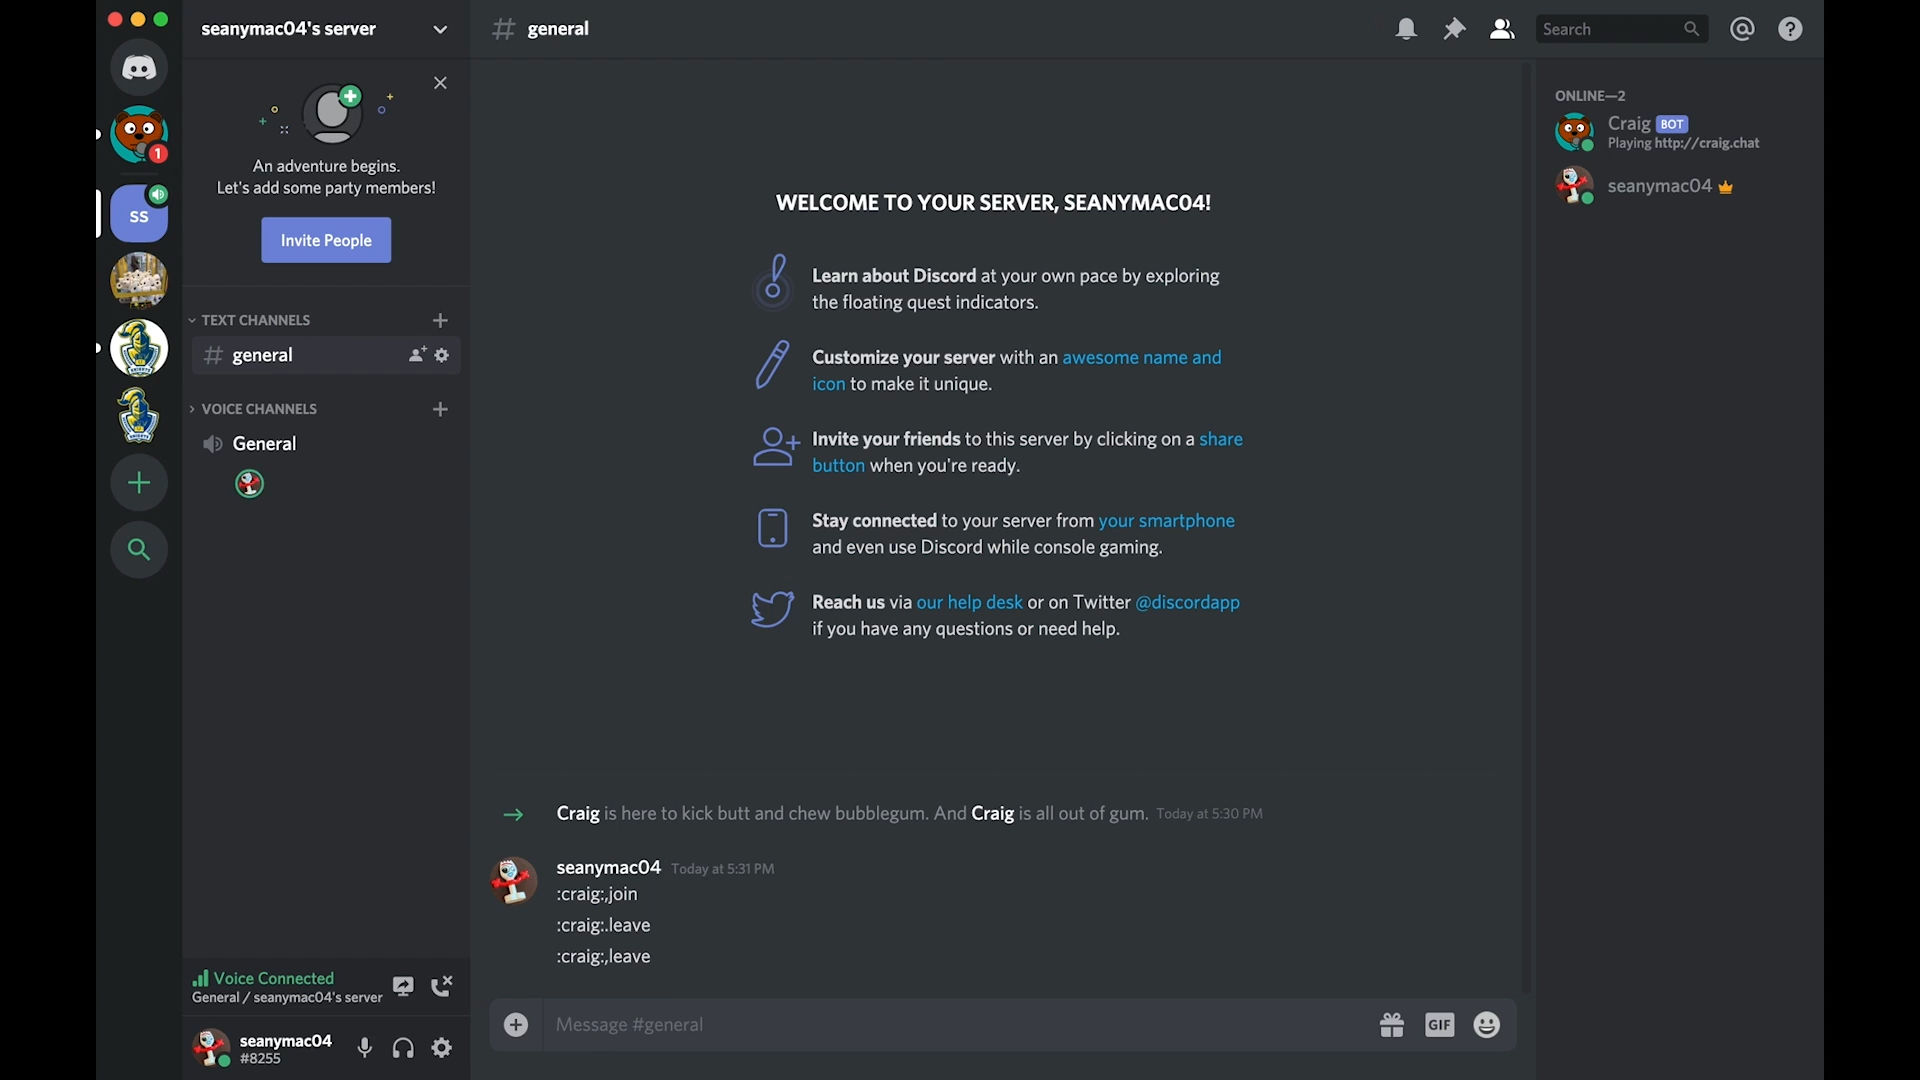 seanymac04's server
general
Search
1
SS
An adventure begins.
Let's add some party members!
Invite People
TEXT CHANNELS
general
VOICE CHANNELS
General
WELCOME TO YOUR SERVER, SEANYMAC04!
Learn about Discord at your own pace by exploring
the floating quest indicators.
Customize your server with an awesome name and
icon to make it unique.
Invite your friends to this server by clicking on a share
button when you're ready.
Stay connected to your server from your smartphone
and even use Discord while console gaming.
Reach us via our help desk or on Twitter @discordapp
if you have any questions or need help.
Craig is here to kick butt and chew bubblegum. And Craig is all out of gum. Today at 5:30 PM
seanymac04 Today at 5:31 PM
:craig:,join
:craig:.leave
:craig:,leave
Message #general
GIF
ONLINE—2
Craig BOT
Playing http://craig.chat
seanymac04
Voice Connected
General / seanymac04's server
seanymac04
#8255